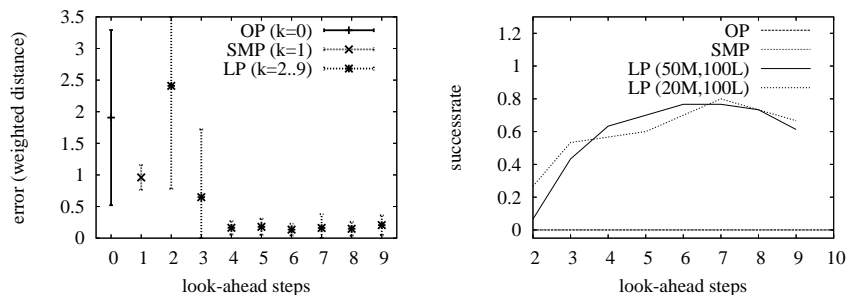 error (weighted distance)
3.5
3
2.5
2
1.5
1
0.5
0
0 1 2 3 4 5 6 7 8 9
look-ahead steps
OP (k=0)
SMP (k=1)
LP (k=2..9)
successrate
1.2
1
0.8
0.6
0.4
0.2
0
2 3 4 5 6 7 8 9 10
look-ahead steps
OP
SMP
LP (50M,100L)
LP (20M,100L)